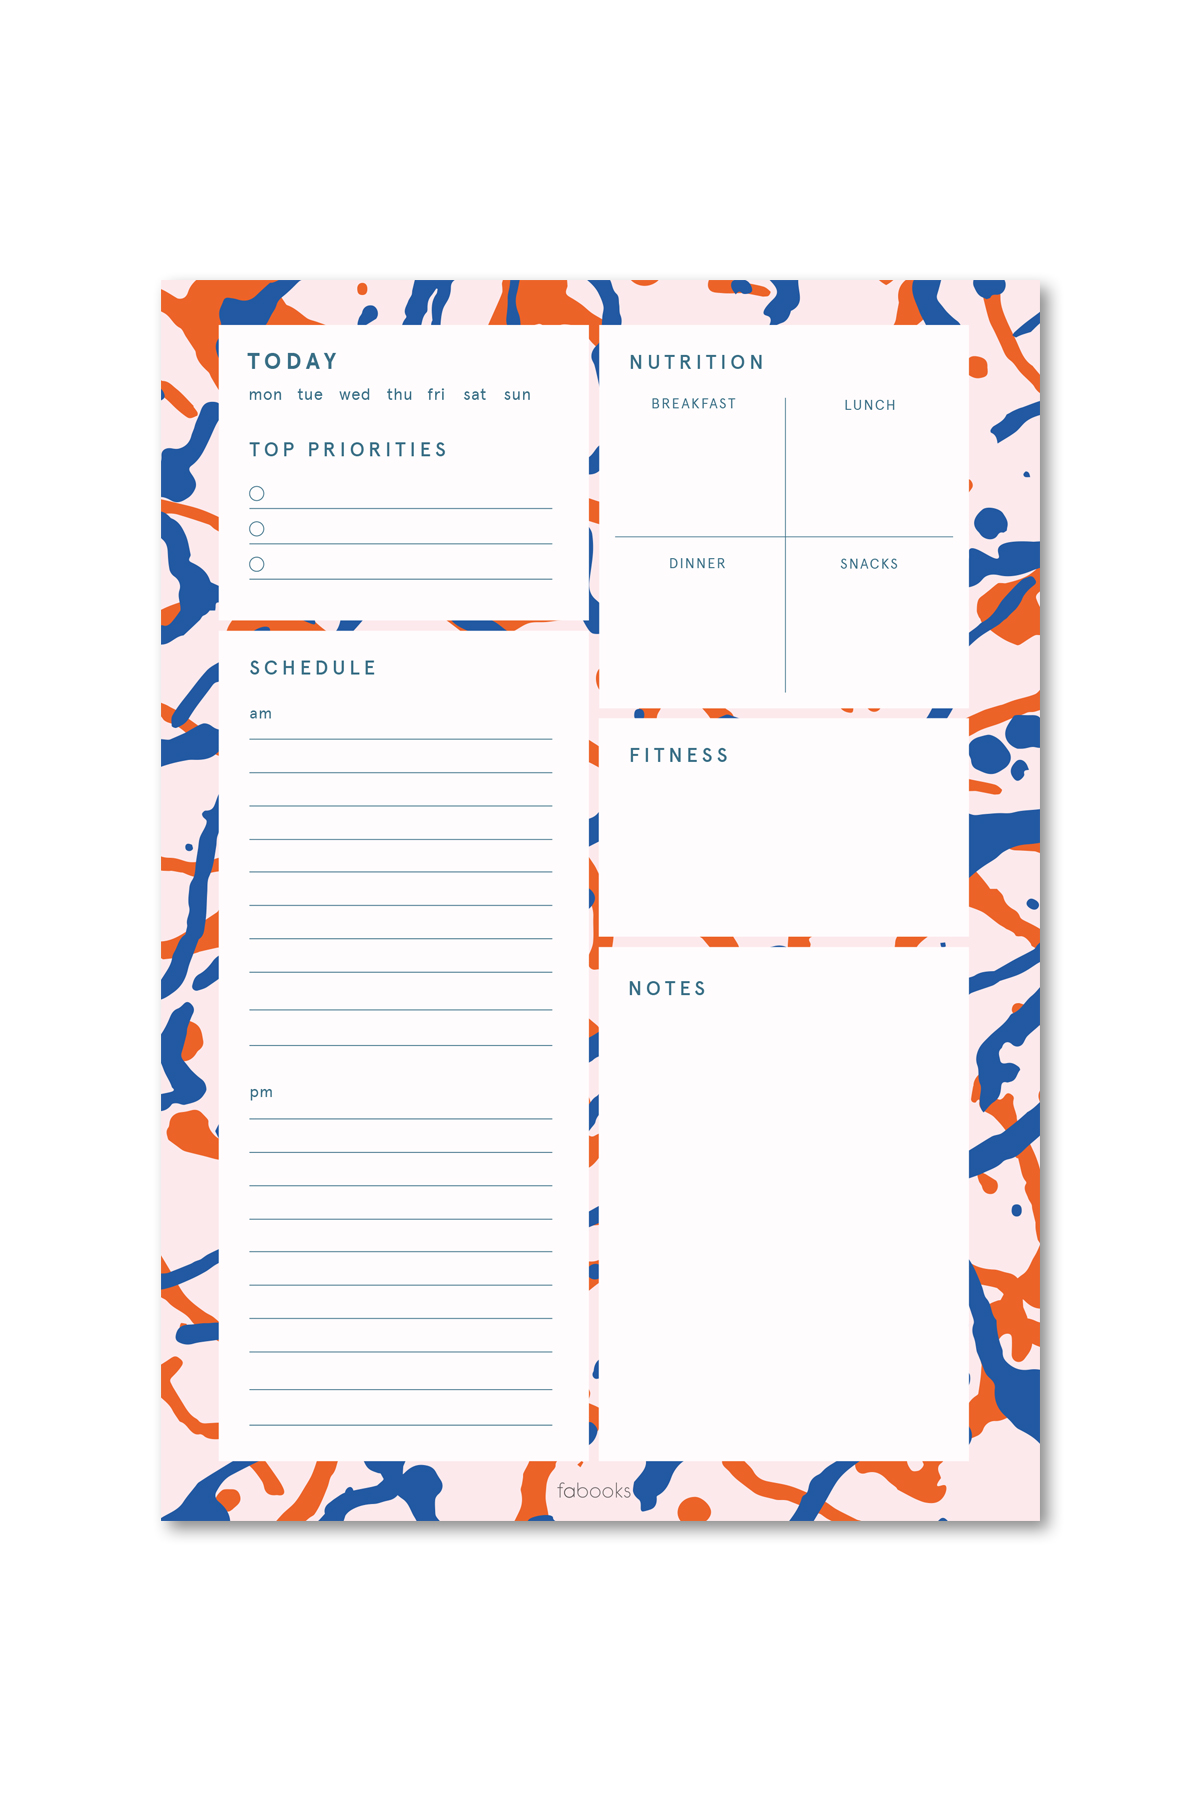 TODAY
mon tue wed thu fri sat sun
TOP PRIORITIES
SCHEDULE
am
pm
NUTRITION
BREAKFAST
LUNCH
DINNER
SNACKS
FITNESS
NOTES
fabooks